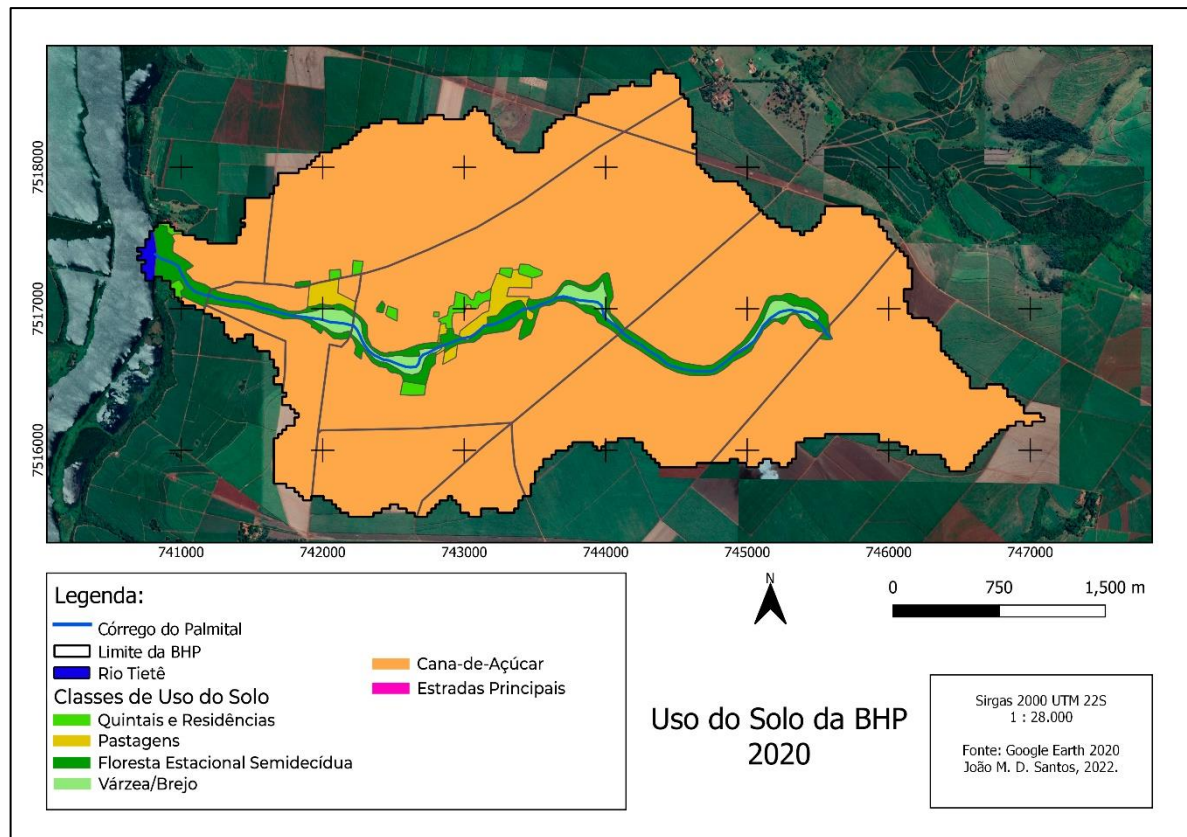 7518000
7517000
7516000
741000 742000 743000 744000 745000 746000 747000
Legenda:
Córrego do Palmital
Limite da BHP
Rio Tietê
Classes de Uso do Solo
Quintais e Residências
Pastagens
Floresta Estacional Semidecídua
Várzea/Brejo
Cana-de-Açúcar
Estradas Principais
N
0 750 1,500 m
Uso do Solo da BHP
2020
Sirgas 2000 UTM 22S
1 : 28.000
Fonte: Google Earth 2020
João M. D. Santos, 2022.